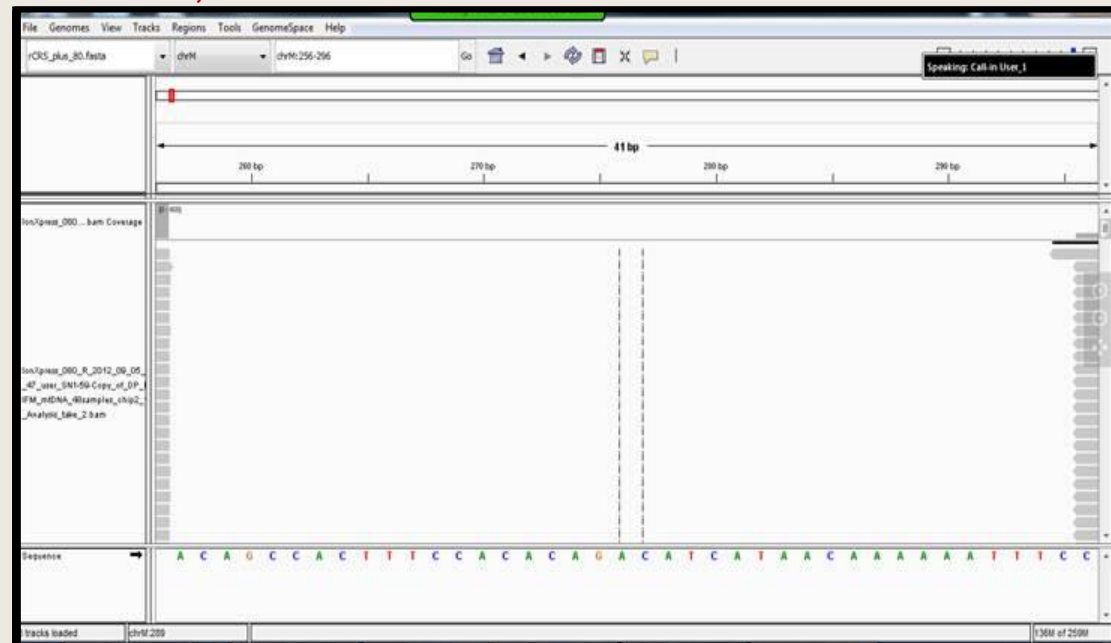 File Genomes View Tracks Regions Tools GenomeSpace Help
rCRS_plus_80.fasta chrM chrM:256-296 Go
Speaking: Call-in User_1
41 bp
260 bp 270 bp 280 bp 290 bp
IonXpress_080... bam Coverage
IonXpress_080_R_2012_09_05_
_47_user_SN1-59-Copy_of_DP_
IFM_mtDNA_48samples_chip2_
_Analysis_take_2.bam
Sequence A C A G C C A C T T T C C A C A C A G A C A T C A T A A C A A A A A A T T T C C
tracks loaded chrM:289 136M of 259M